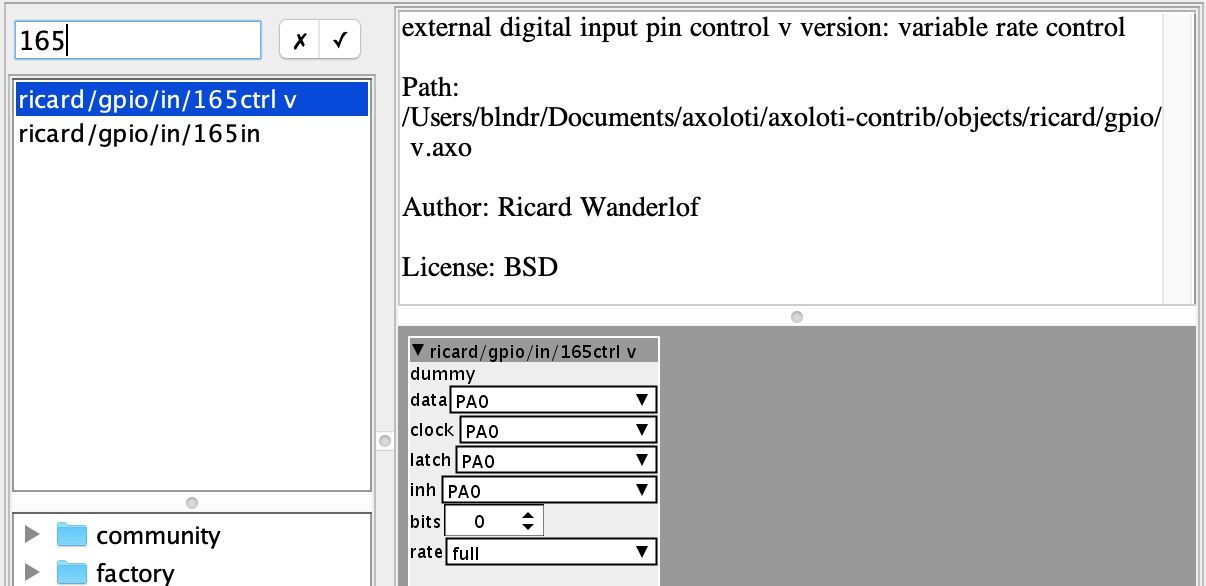 165
✗ ✓
ricard/gpio/in/165ctrl v
ricard/gpio/in/165in
community
factory
external digital input pin control v version: variable rate control
Path:
/Users/blndr/Documents/axoloti/axoloti-contrib/objects/ricard/gpio/
v.axo
Author: Ricard Wanderlof
License: BSD
▼ ricard/gpio/in/165ctrl v
dummy
data PA0 ▼
clock PA0 ▼
latch PA0 ▼
inh PA0 ▼
bits 0
rate full ▼